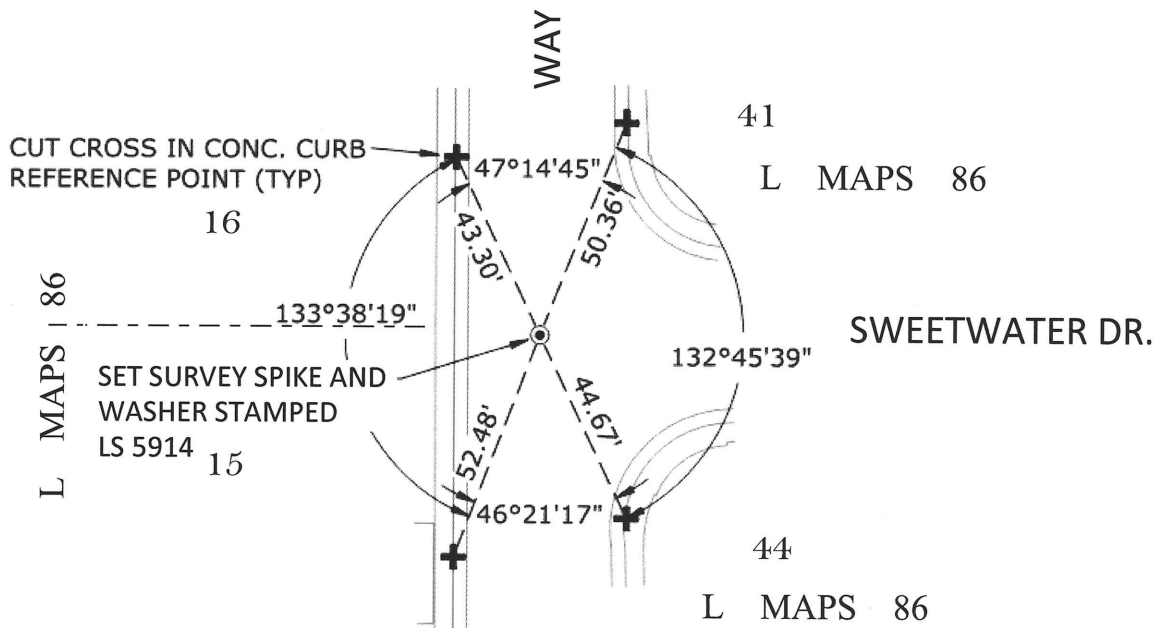 WAY
41
CUT CROSS IN CONC. CURB
REFERENCE POINT (TYP)
47°14'45"
L MAPS 86
16
43.30'
50.36'
L MAPS 86
133°38'19"
SWEETWATER DR.
132°45'39"
SET SURVEY SPIKE AND
WASHER STAMPED
LS 5914
15
52.48'
44.67'
46°21'17"
44
L MAPS 86